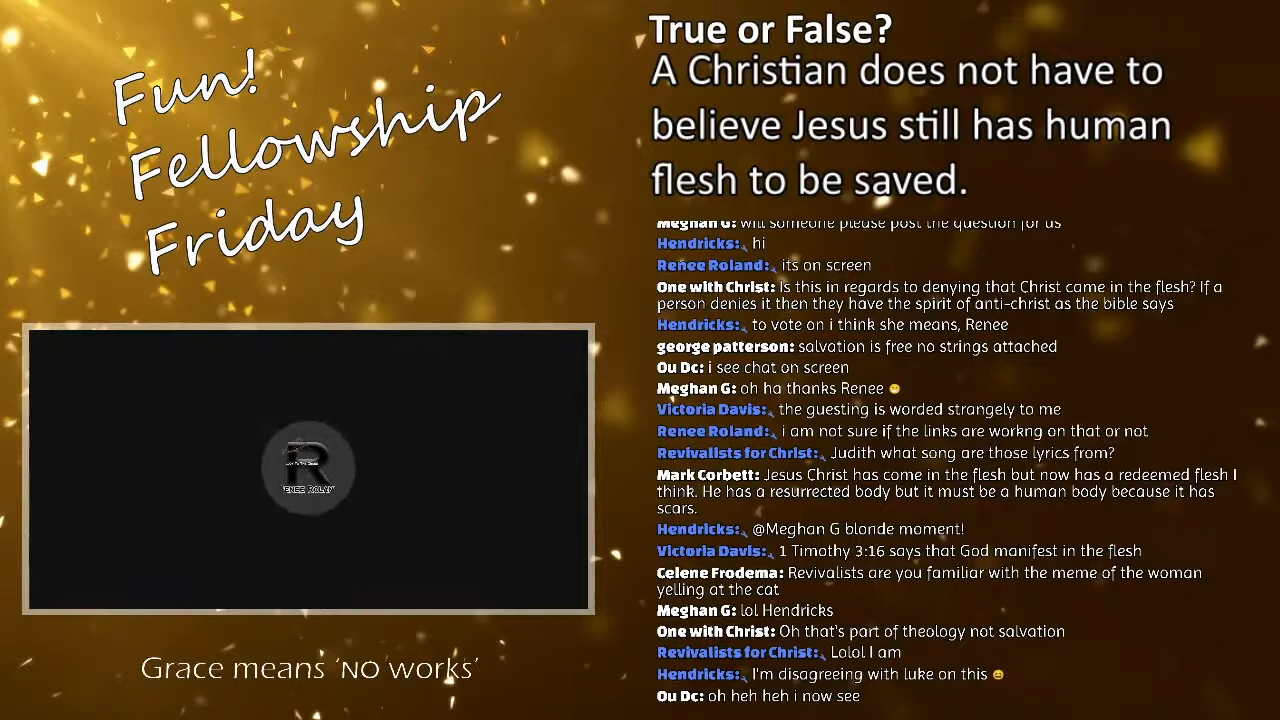 Fun!
Fellowship
Friday
True or False?
A Christian does not have to
believe Jesus still has human
flesh to be saved.
Meghan G: will someone please post the question for us
Hendricks: hi
Renee Roland: its on screen
One with Christ: Is this in regards to denying that Christ came in the flesh? If a
person denies it then they have the spirit of anti-christ as the bible says
Hendricks: to vote on i think she means, Renee
george patterson: salvation is free no strings attached
Ou Dc: i see chat on screen
Meghan G: oh ha thanks Renee 😁
Victoria Davis: the guesting is worded strangely to me
Renee Roland: i am not sure if the links are workng on that or not
Revivalists for Christ: Judith what song are those lyrics from?
Mark Corbett: Jesus Christ has come in the flesh but now has a redeemed flesh I
think. He has a resurrected body but it must be a human body because it has
scars.
Hendricks: @Meghan G blonde moment!
Victoria Davis: 1 Timothy 3:16 says that God manifest in the flesh
Celene Frodema: Revivalists are you familiar with the meme of the woman
yelling at the cat
Meghan G: lol Hendricks
One with Christ: Oh that's part of theology not salvation
Revivalists for Christ: Lolol I am
Hendricks: I'm disagreeing with luke on this 😀
Ou Dc: oh heh heh i now see
R
Grace means 'NO works'